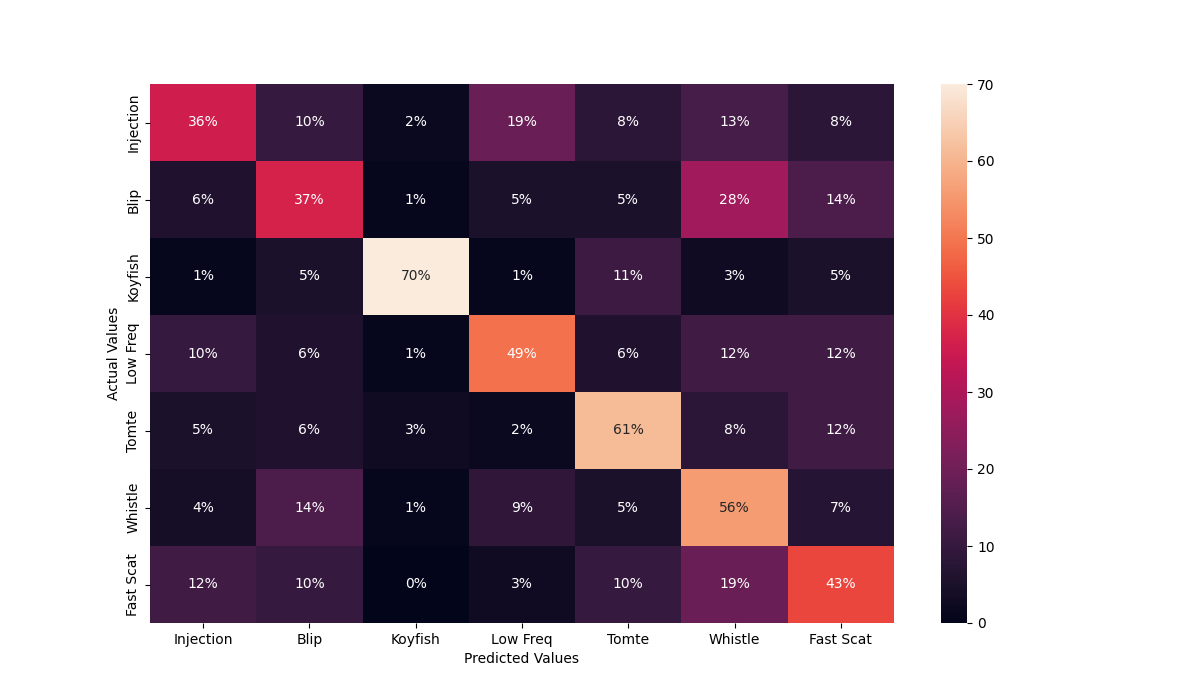 Actual Values
Injection 36% 10% 2% 19% 8% 13% 8%
Blip 6% 37% 1% 5% 5% 28% 14%
Koyfish 1% 5% 70% 1% 11% 3% 5%
Low Freq 10% 6% 1% 49% 6% 12% 12%
Tomte 5% 6% 3% 2% 61% 8% 12%
Whistle 4% 14% 1% 9% 5% 56% 7%
Fast Scat 12% 10% 0% 3% 10% 19% 43%
Injection Blip Koyfish Low Freq Tomte Whistle Fast Scat
Predicted Values
70
60
50
40
30
20
10
0